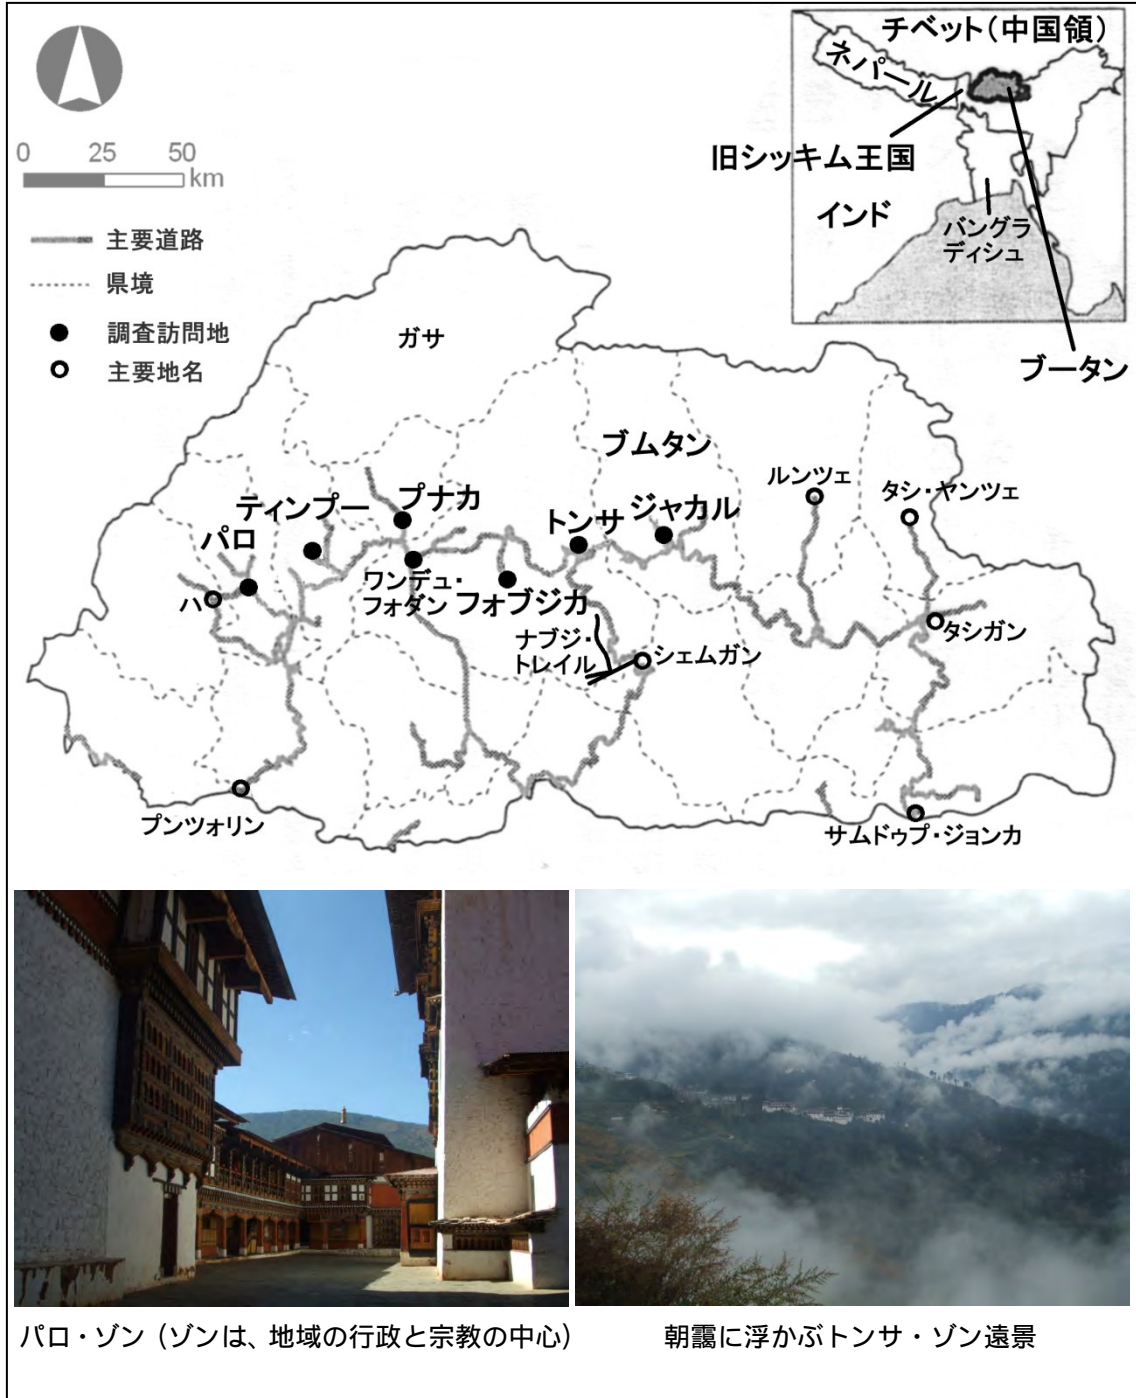 チベット(中国領)
ネパール
旧シッキム王国
インド
バングラ
ディシュ
ブータン
0 25 50
km
主要道路
県境
調査訪問地
主要地名
ガサ
ブムタン
ルンツェ
タシ・ヤンツェ
ティンプー
プナカ
トンサ
ジャカル
パロ
ハ
ワンデュ・
フォダン
フォブジカ
ナブジ・
トレイル
シェムガン
タシガン
プンツォリン
サムドゥプ・ジョンカ
パロ・ゾン(ゾンは、地域の行政と宗教の中心)
朝靄に浮かぶトンサ・ゾン遠景